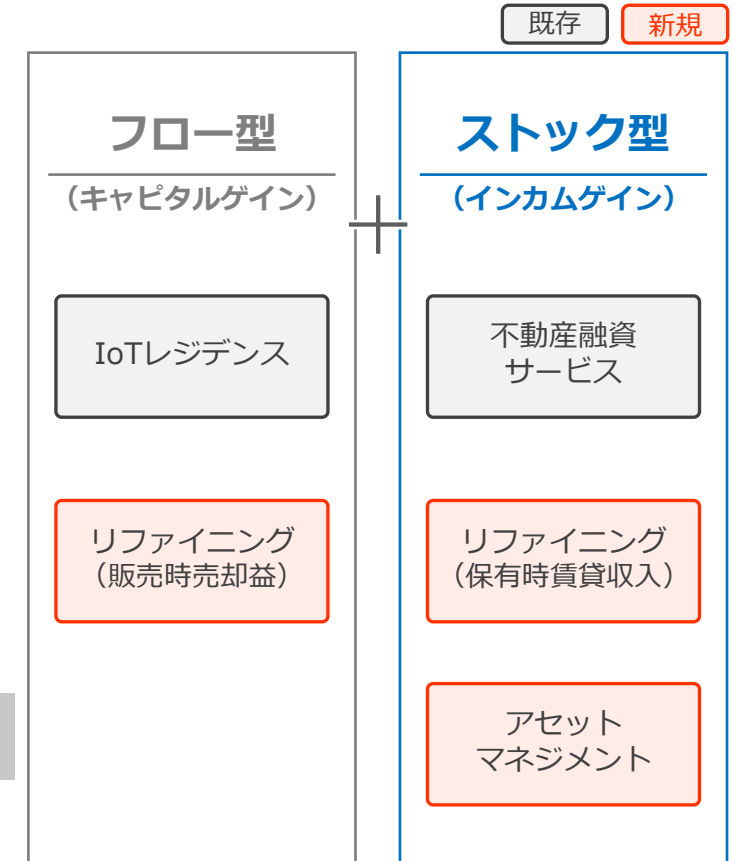 既存
新規
フロー型
（キャピタルゲイン）
IoTレジデンス
リファイニング
（販売時売却益）
ストック型
（インカムゲイン）
不動産融資
サービス
リファイニング
（保有時賃貸収入）
アセット
マネジメント